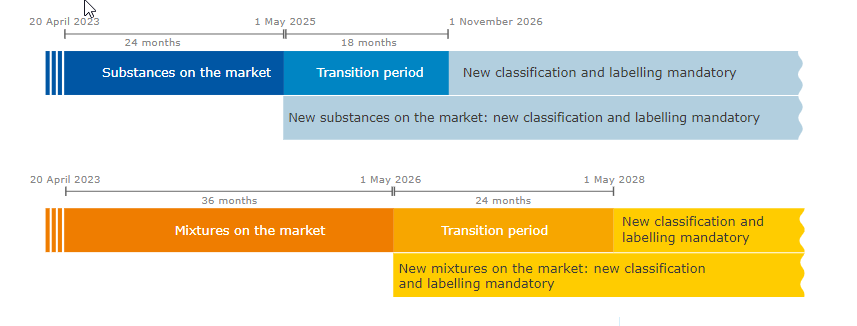 20 April 2023
1 May 2025
1 November 2026
24 months
18 months
Substances on the market
Transition period
New classification and labelling mandatory
New substances on the market: new classification and labelling mandatory
20 April 2023
1 May 2026
1 May 2028
36 months
24 months
Mixtures on the market
Transition period
New classification and
labelling mandatory
New mixtures on the market: new classification
and labelling mandatory